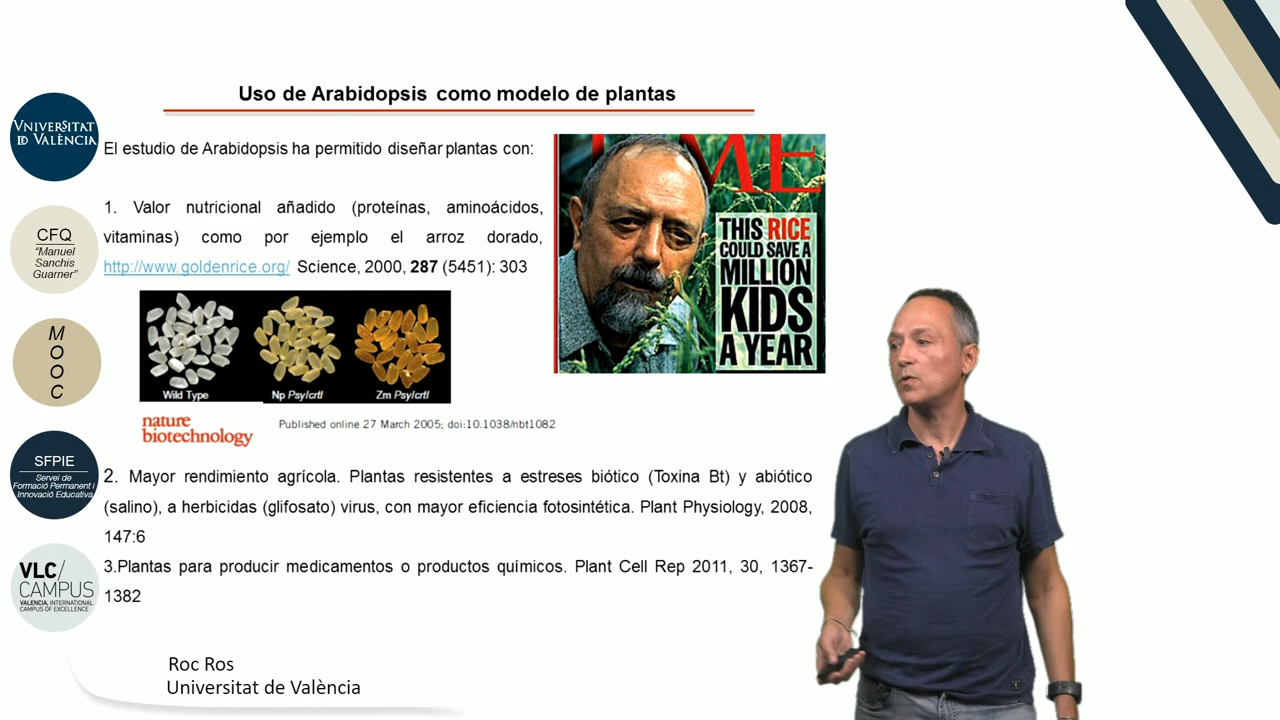 Uso de Arabidopsis como modelo de plantas
VNIVERSITAT
ID VALÈNCIA
El estudio de Arabidopsis ha permitido diseñar plantas con:
1. Valor nutricional añadido (proteínas, aminoácidos,
vitaminas) como por ejemplo el arroz dorado,
http://www.goldenrice.org/ Science, 2000, 287 (5451): 303
CFQ
"Manuel
Sanchis
Guarner"
ME
THIS RICE
COULD SAVE A
MILLION
KIDS
A YEAR
M
O
O
C
Wild Type
Np Psy/crtI
Zm Psy/crtI
nature
biotechnology
Published online 27 March 2005; doi:10.1038/nbt1082
SFPIE
Servei de
Formació Permanent i
Innovació Educativa
2. Mayor rendimiento agrícola. Plantas resistentes a estreses biótico (Toxina Bt) y abiótico
(salino), a herbicidas (glifosato) virus, con mayor eficiencia fotosintética. Plant Physiology, 2008,
147:6
3.Plantas para producir medicamentos o productos químicos. Plant Cell Rep 2011, 30, 1367-
1382
VLC/
CAMPUS
VALENCIA, INTERNATIONAL
CAMPUS OF EXCELLENCE
Roc Ros
Universitat de València